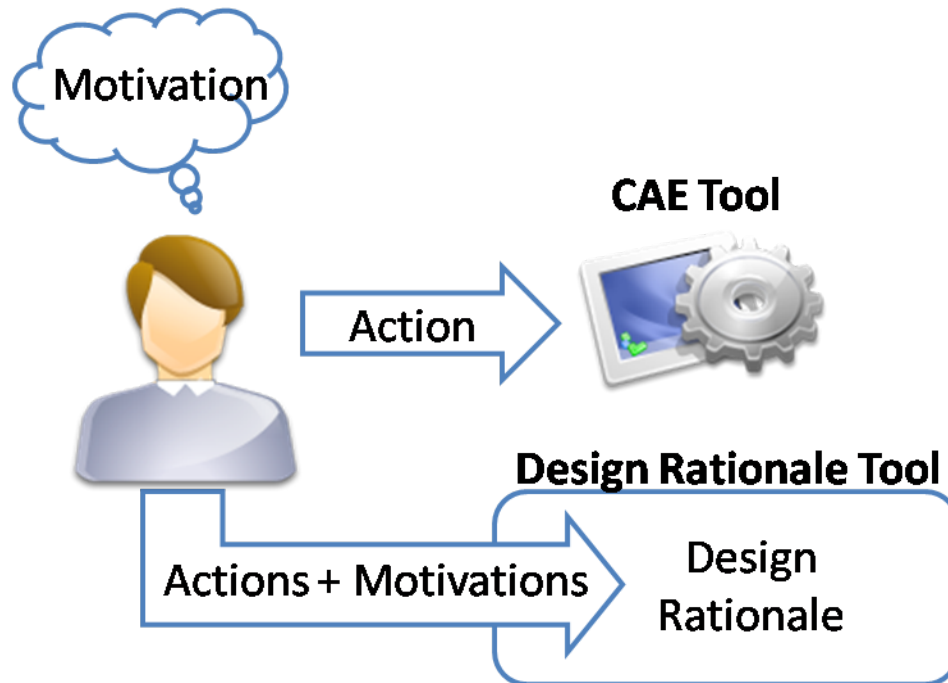 Motivation
CAE Tool
Action
Design Rationale Tool
Actions + Motivations
Design
Rationale